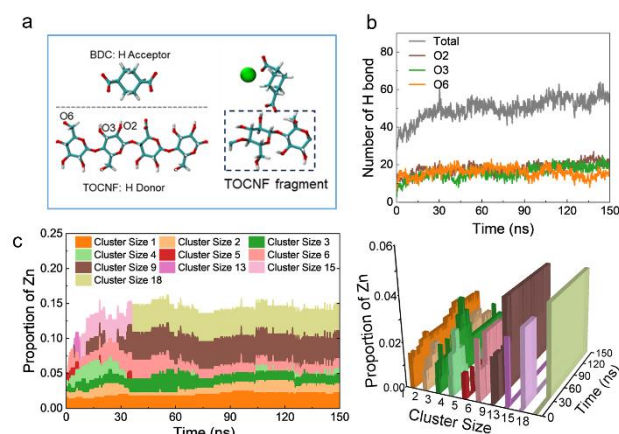 a
BDC: H Acceptor
O6
O3
O2
TOCNF: H Donor
TOCNF fragment
b
Number of H bond
80
60
40
20
0
Total
O2
O3
O6
0 30 60 90 120 150
Time (ns)
c
Proportion of Zn
0.25
0.20
0.15
0.10
0.05
0.00
Cluster Size 1 Cluster Size 2 Cluster Size 3
Cluster Size 4 Cluster Size 5 Cluster Size 6
Cluster Size 9 Cluster Size 13 Cluster Size 15
Cluster Size 18
0 30 60 90 120 150
Time (ns)
Proportion of Zn
0.06
0.04
0.02
0.00
2 3 4 5 6 9 13 15 18
Cluster Size
0 30 60 90 120 150
Time (ns)